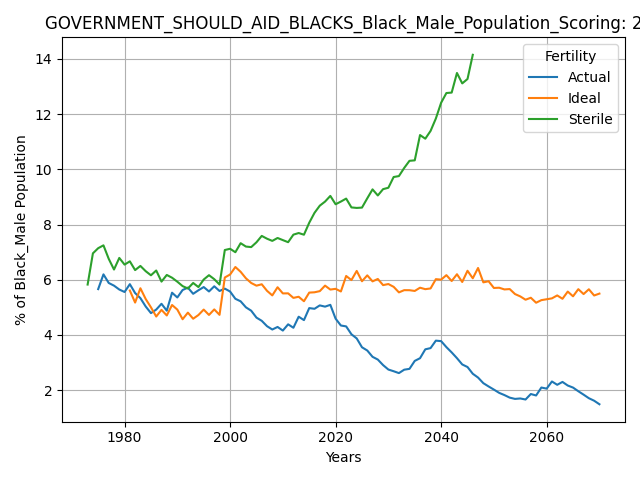 GOVERNMENT_SHOULD_AID_BLACKS_Black_Male_Population_Scoring: 2
% of Black_Male Population
14
12
10
8
6
4
2
Fertility
Actual
Ideal
Sterile
1980 2000 2020 2040 2060
Years